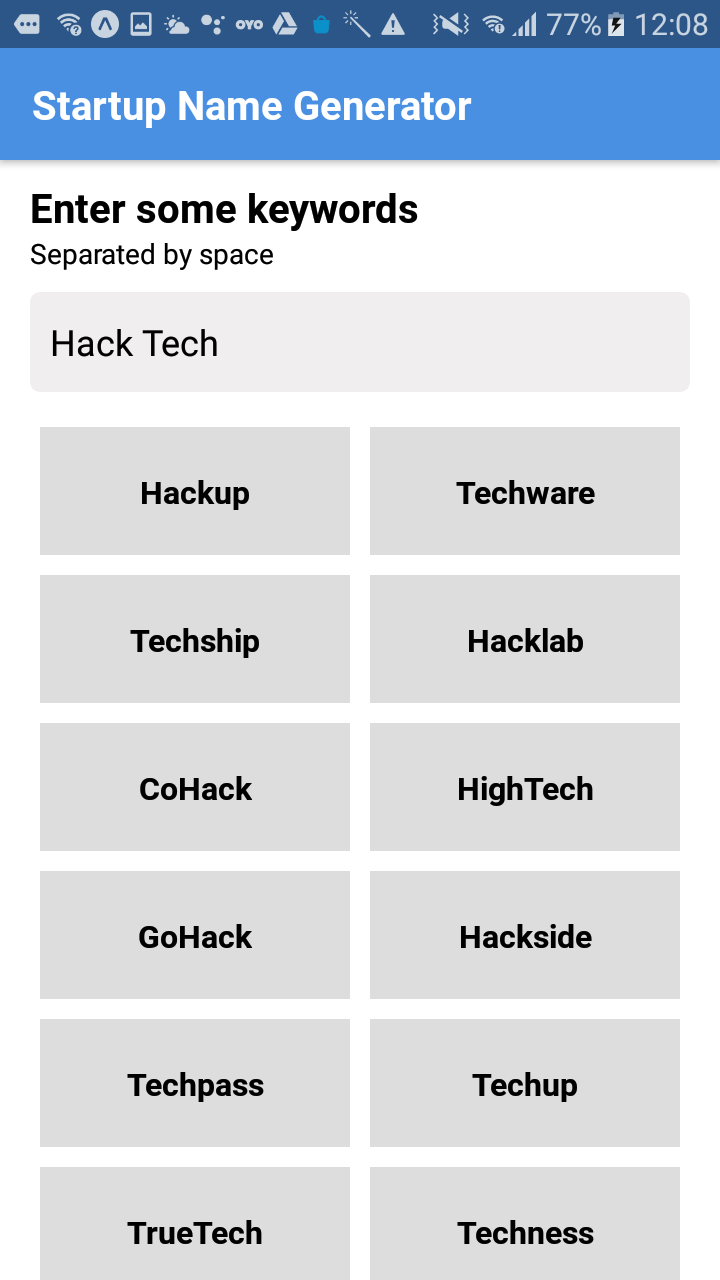 OYO 77% 12:08
Startup Name Generator
Enter some keywords
Separated by space
Hack Tech
Hackup Techware
Techship Hacklab
CoHack HighTech
GoHack Hackside
Techpass Techup
TrueTech Techness